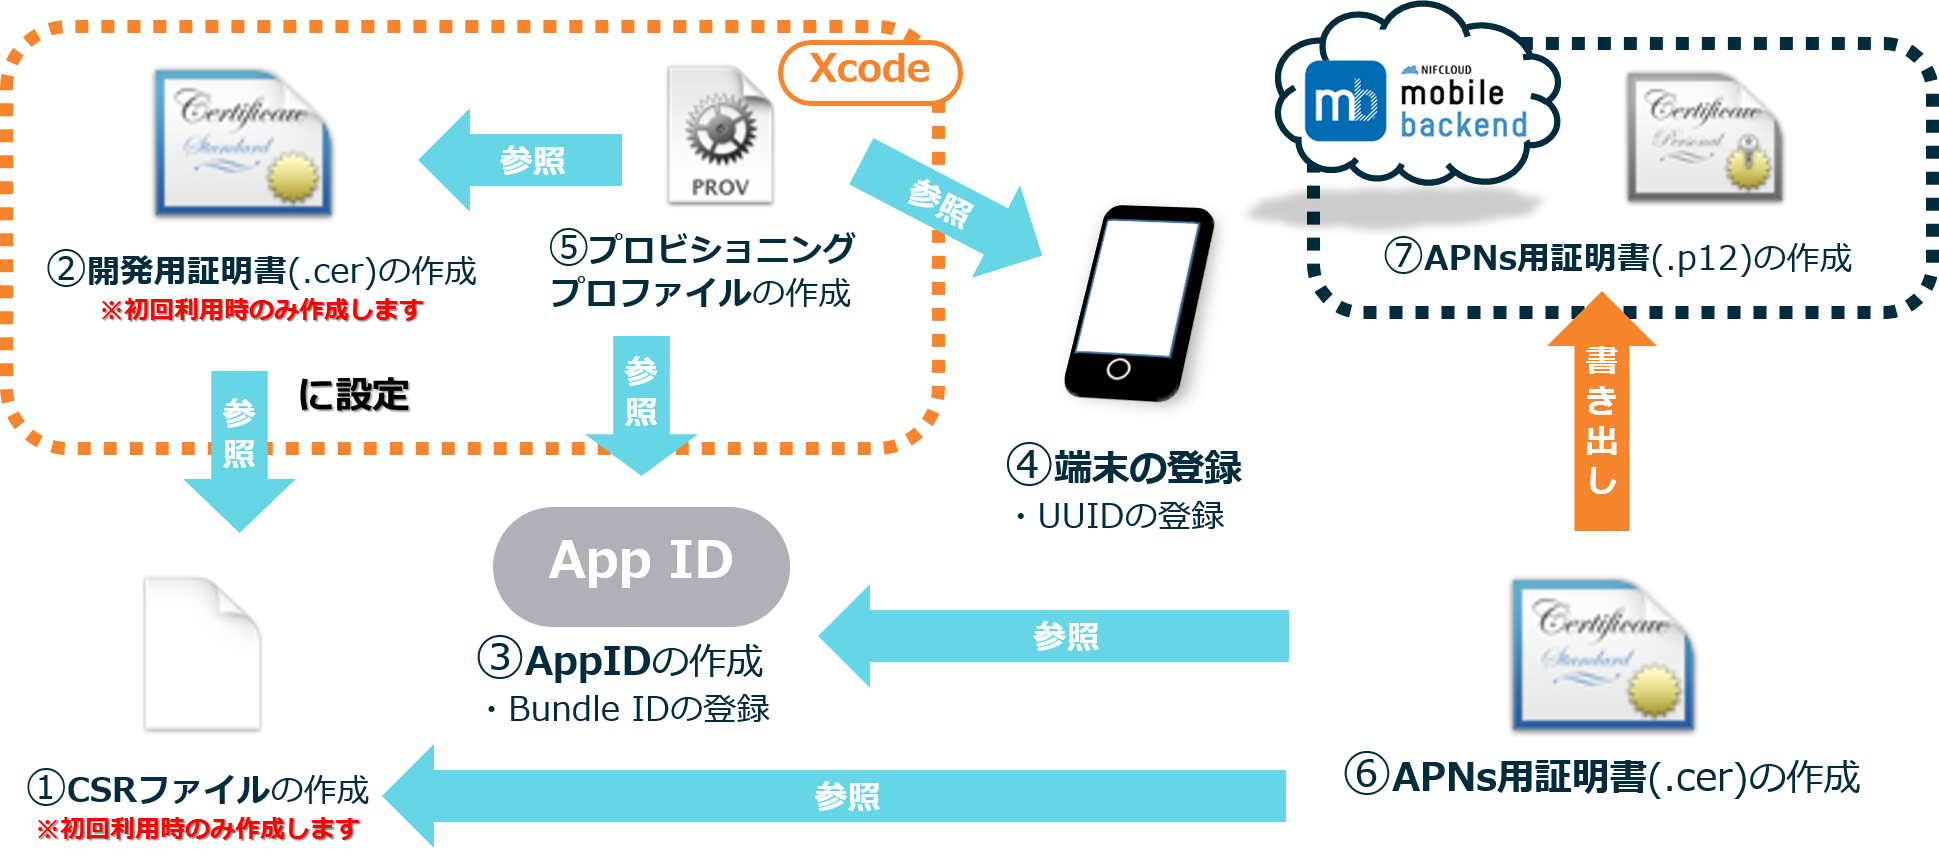 Xcode
Certificate
Standard
参照
PROV
参照
②開発用証明書(.cer)の作成
※初回利用時のみ作成します
⑤プロビショニング
プロファイルの作成
参照
に設定
参照
NIFCLOUD
mb
mobile
backend
Certificate
Personal
⑦APNs用証明書(.p12)の作成
書き出し
④端末の登録
・UUIDの登録
App ID
③AppIDの作成
・Bundle IDの登録
参照
Certificate
Standard
⑥APNs用証明書(.cer)の作成
①CSRファイルの作成
※初回利用時のみ作成します
参照